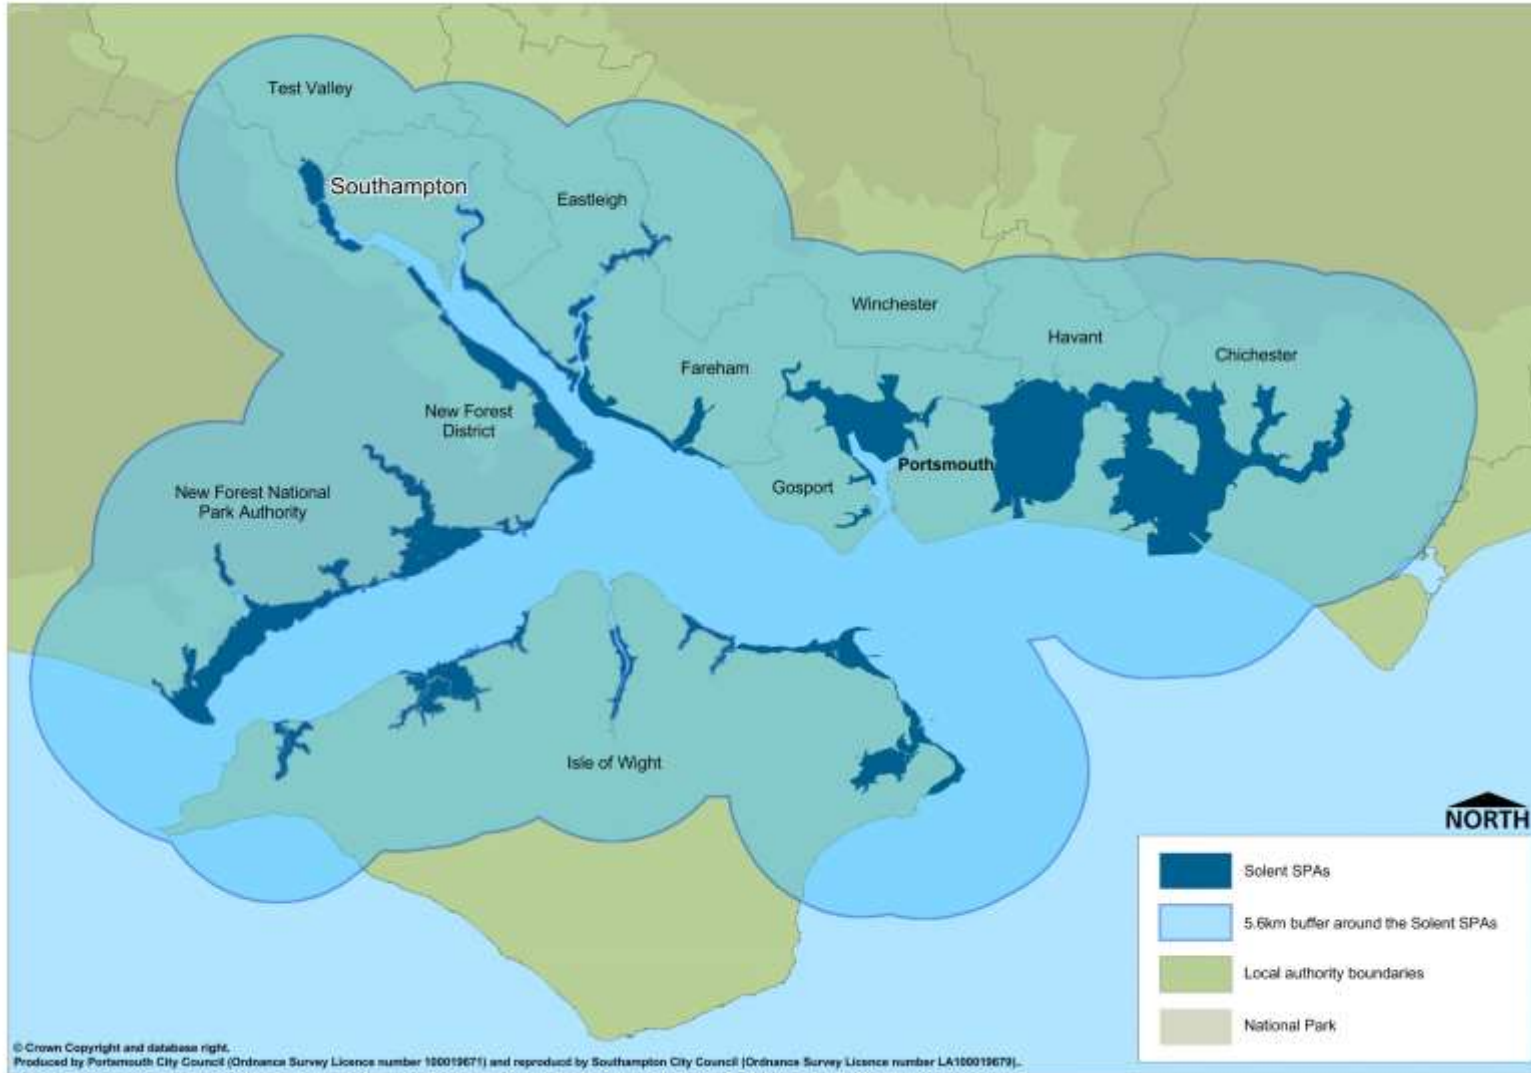 Test Valley
Southampton
Eastleigh
Winchester
Havant
Chichester
Fareham
New Forest
District
Portsmouth
Gosport
New Forest National
Park Authority
Isle of Wight
NORTH
Solent SPAs
5.6km buffer around the Solent SPAs
Local authority boundaries
National Park
© Crown Copyright and database right.
Produced by Portsmouth City Council (Ordnance Survey Licence number 100019671) and reproducd by Southampton City Council (Ordnance Survey Licence number LA100019679)..